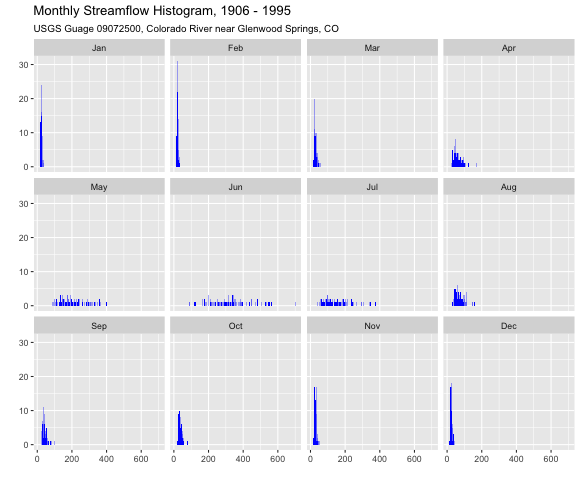 Monthly Streamflow Histogram, 1906 - 1995
USGS Guage 09072500, Colorado River near Glenwood Springs, CO
Jan Feb Mar Apr
30
20
10
0
May Jun Jul Aug
30
20
10
0
Sep Oct Nov Dec
30
20
10
0
0 200 400 600 0 200 400 600 0 200 400 600 0 200 400 600